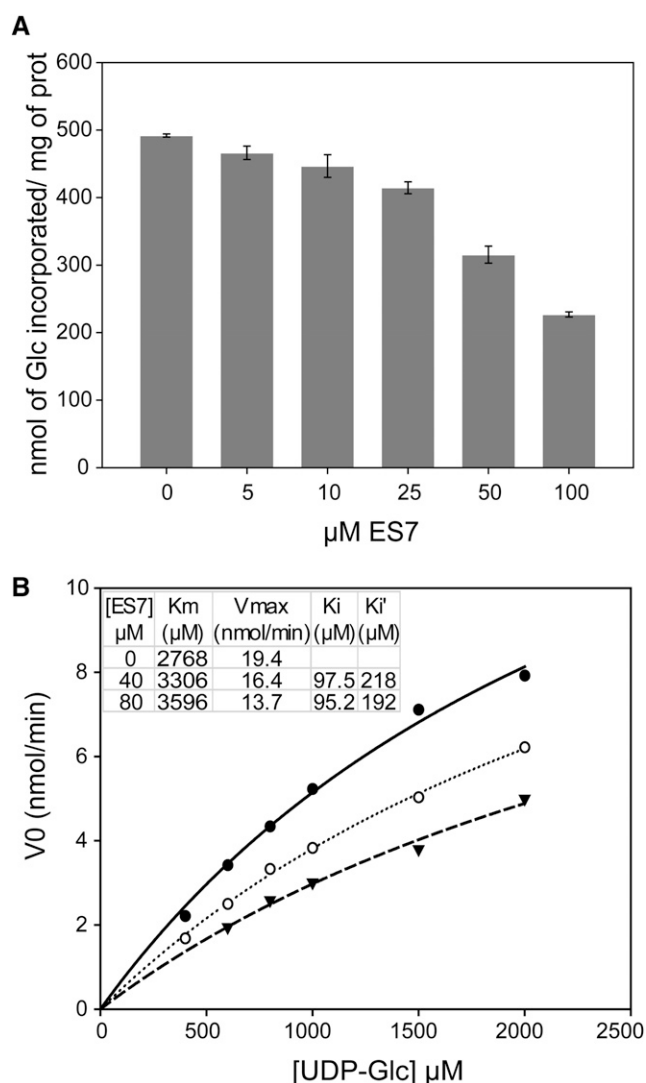 A
600
500
400
300
200
100
0
nmol of Glc incorporated/ mg of prot
0 5 10 25 50 100
µM ES7
B
10
8
6
4
2
0
V0 (nmol/min)
[ES7] Km Vmax Ki Ki'
µM (µM) (nmol/min) (µM) (µM)
0 2768 19.4
40 3306 16.4 97.5 218
80 3596 13.7 95.2 192
0 500 1000 1500 2000 2500
[UDP-Glc] µM